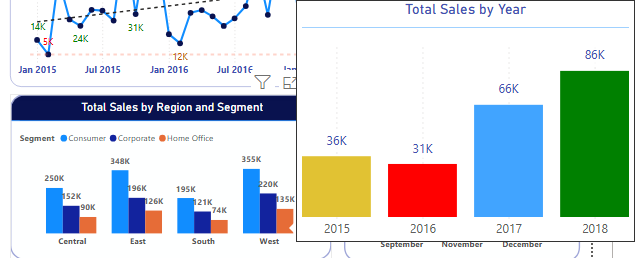 14K
5K
24K
31K
12K
Jan 2015 Jul 2015 Jan 2016 Jul 2016
Total Sales by Region and Segment
Segment Consumer Corporate Home Office
250K 152K 90K
348K 196K 126K
195K 121K 74K
355K 220K 135K
Central East South West
Total Sales by Year
36K 31K 66K 86K
2015 2016 2017 2018
September November December